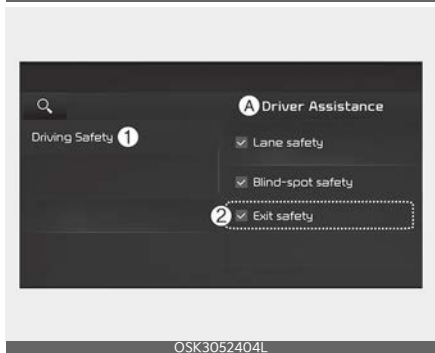 A Driver Assistance
Driving Safety 1
Lane safety
Blind-spot safety
2 Exit safety
OSK3052404L